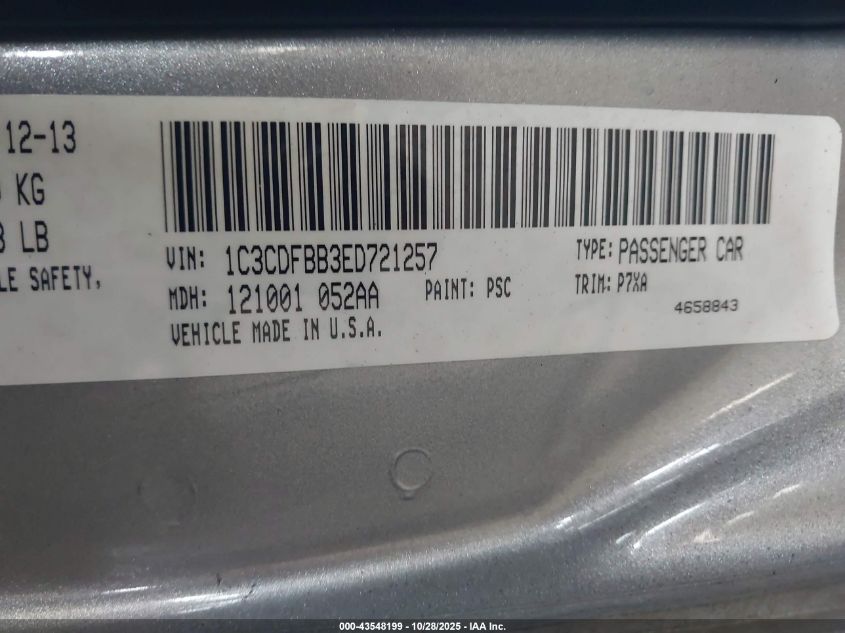 12-13
KG
LB
LE SAFETY,
VIN: 1C3CDFBB3ED721257
TYPE: PASSENGER CAR
MDH: 121001 052AA
PAINT: PSC
TRIM: P7XA
VEHICLE MADE IN U.S.A.
4658843
000-43548199 - 10/28/2025 - IAA Inc.